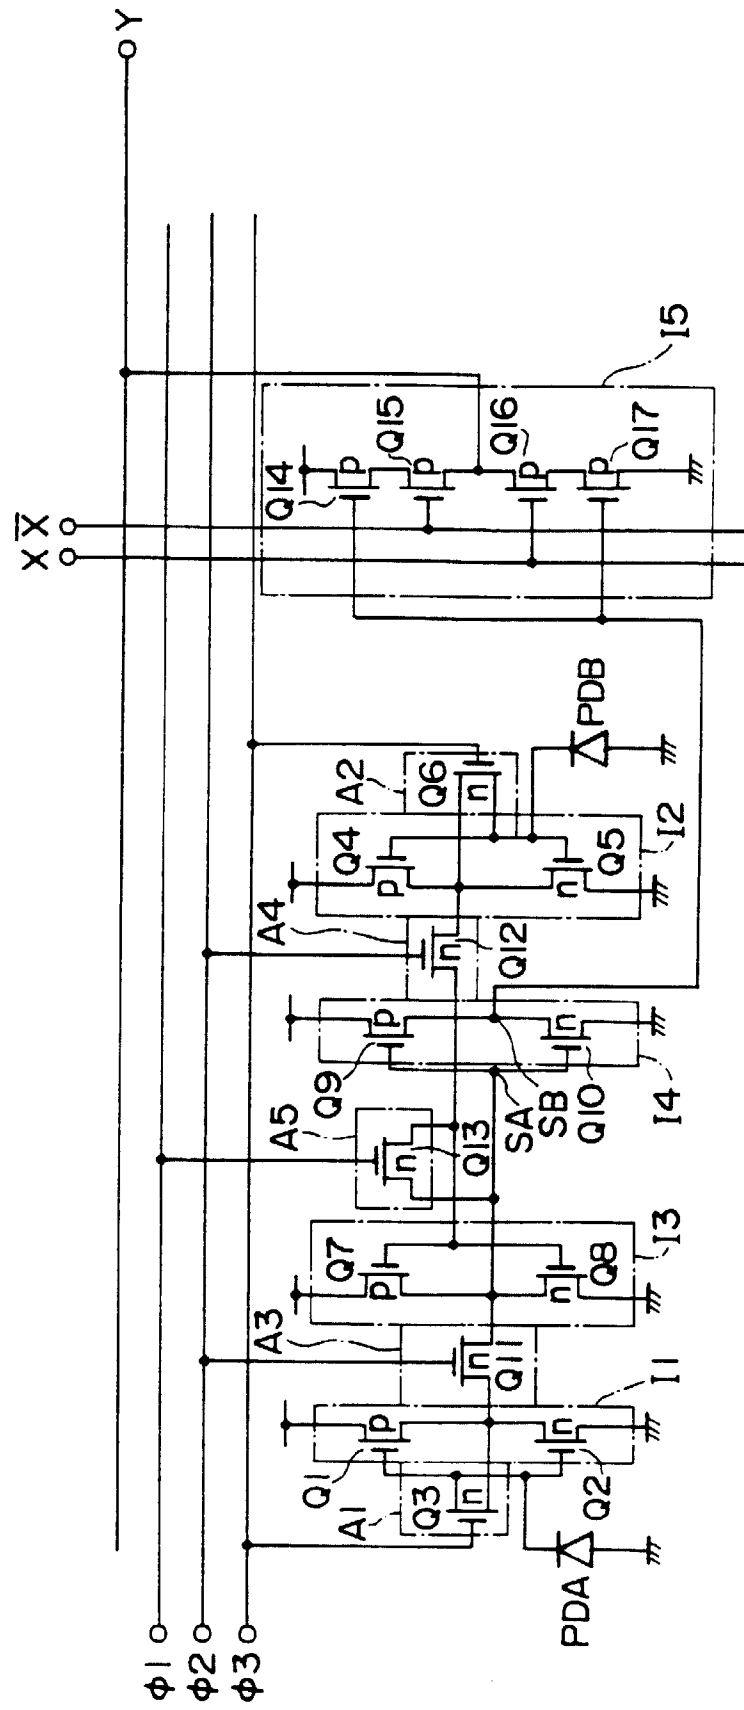 Y
X X̅
ϕ1
ϕ2
ϕ3
I5
Q14
p
Q15
p
Q16
p
Q17
p
PDB
A2
Q6
n
Q4
p
Q5
n
I2
A4
Q12
n
Q9
p
SA
SB
Q10
n
I4
A5
Q13
n
Q7
p
Q8
n
I3
A3
Q11
n
I1
Q1
p
Q2
n
A1
Q3
n
PDA